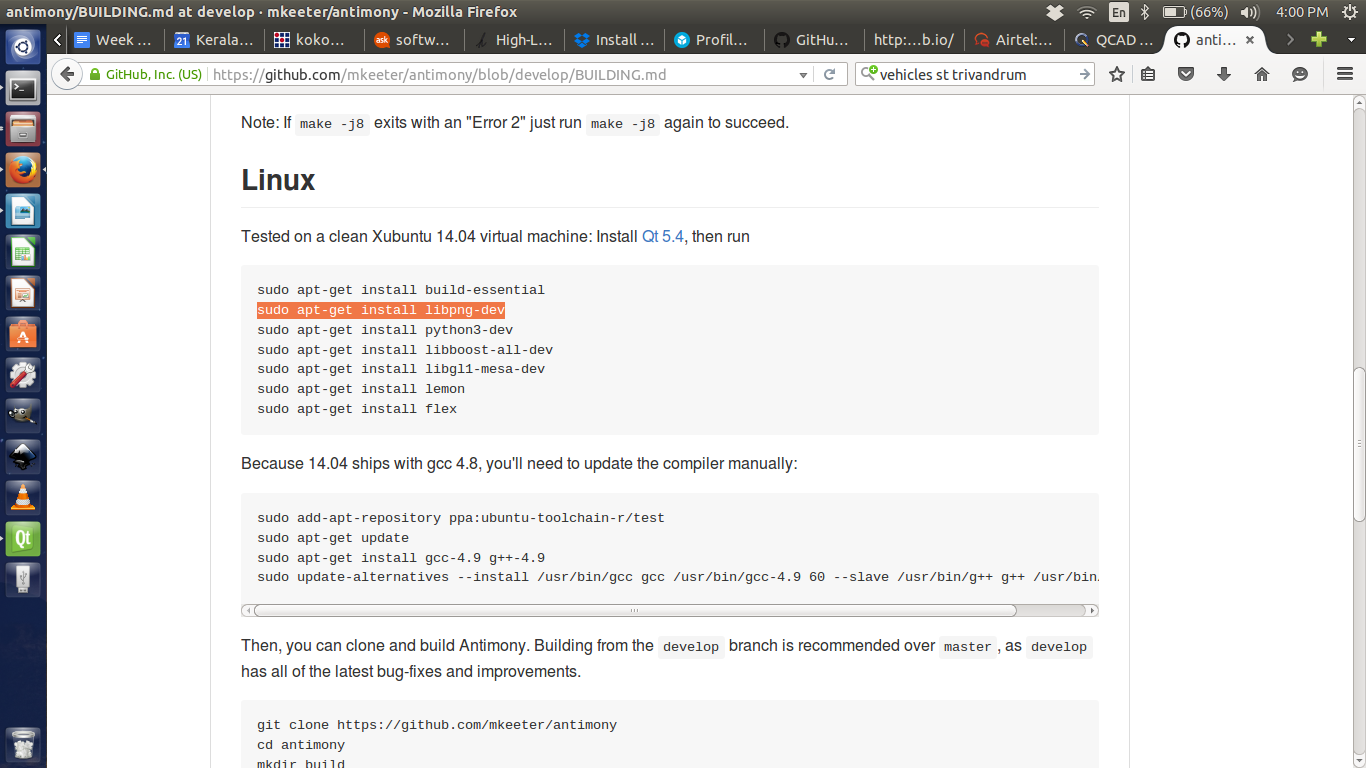 antimony/BUILDING.md at develop · mkeeter/antimony - Mozilla Firefox
En (66%) 4:00 PM
Week ... Kerala... koko... ask softw... High-L... Install ... Profil... GitHu... http:...b.io/ Airtel:... QCAD ... anti...
GitHub, Inc. (US) https://github.com/mkeeter/antimony/blob/develop/BUILDING.md vehicles st trivandrum
Note: If make -j8 exits with an "Error 2" just run make -j8 again to succeed.
Linux
Tested on a clean Xubuntu 14.04 virtual machine: Install Qt 5.4, then run
sudo apt-get install build-essential
sudo apt-get install libpng-dev
sudo apt-get install python3-dev
sudo apt-get install libboost-all-dev
sudo apt-get install libgl1-mesa-dev
sudo apt-get install lemon
sudo apt-get install flex
Because 14.04 ships with gcc 4.8, you'll need to update the compiler manually:
sudo add-apt-repository ppa:ubuntu-toolchain-r/test
sudo apt-get update
sudo apt-get install gcc-4.9 g++-4.9
sudo update-alternatives --install /usr/bin/gcc gcc /usr/bin/gcc-4.9 60 --slave /usr/bin/g++ g++ /usr/bin.
Qt
Then, you can clone and build Antimony. Building from the develop branch is recommended over master, as develop
has all of the latest bug-fixes and improvements.
git clone https://github.com/mkeeter/antimony
cd antimony
mkdir build